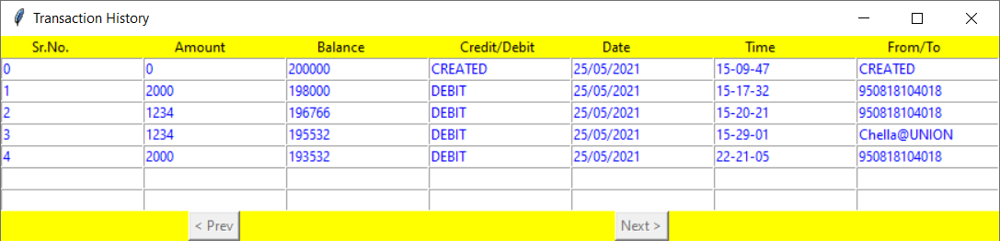 Transaction History
Sr.No. Amount Balance Credit/Debit Date Time From/To
0 0 200000 CREATED 25/05/2021 15-09-47 CREATED
1 2000 198000 DEBIT 25/05/2021 15-17-32 950818104018
2 1234 196766 DEBIT 25/05/2021 15-20-21 950818104018
3 1234 195532 DEBIT 25/05/2021 15-29-01 Chella@UNION
4 2000 193532 DEBIT 25/05/2021 22-21-05 950818104018
< Prev Next >